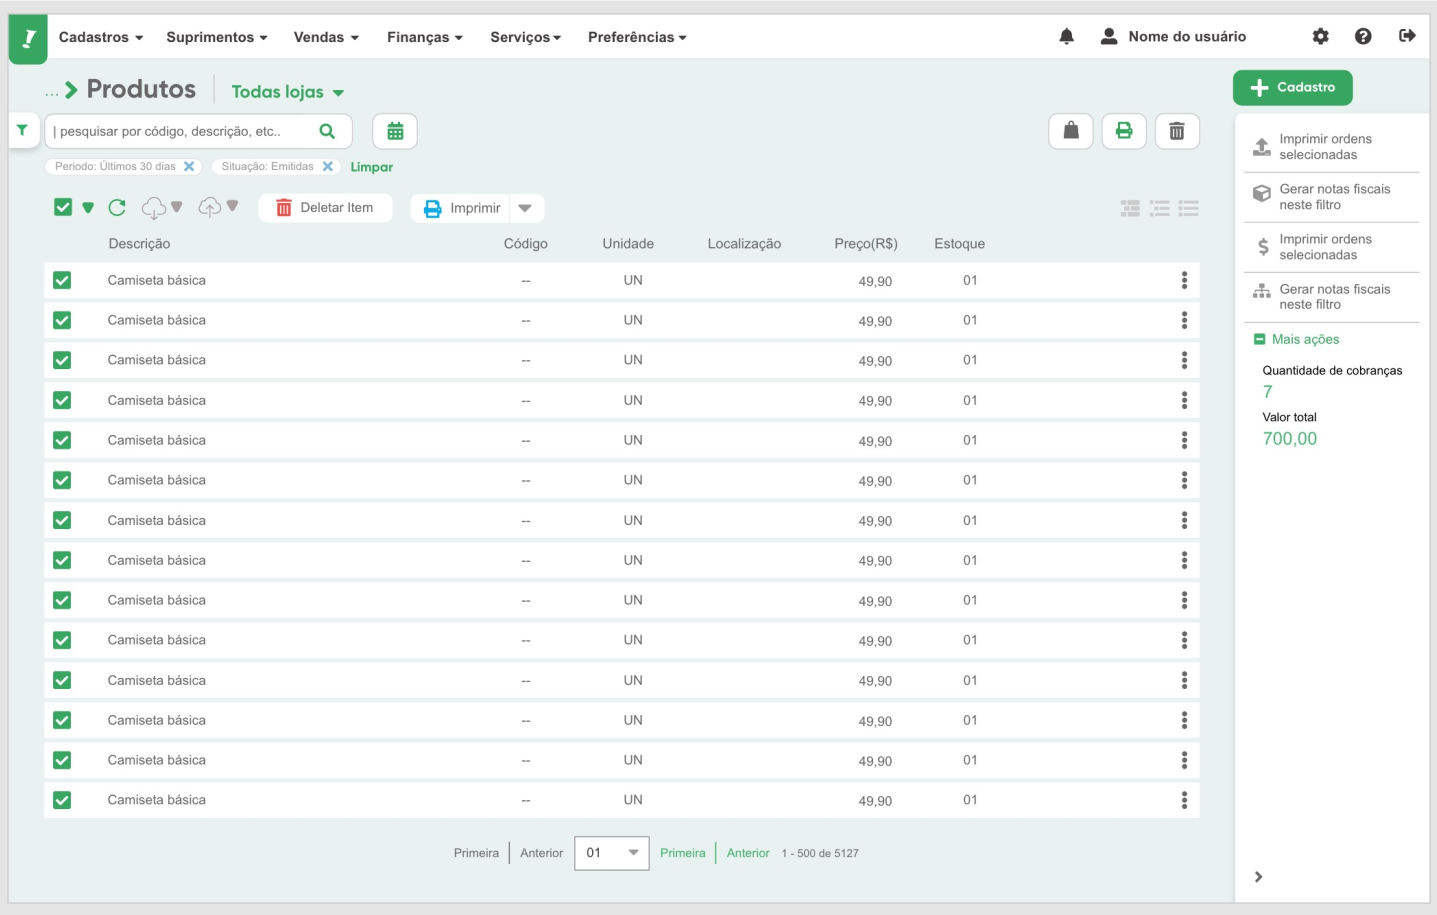 Cadastros Suprimentos Vendas Finanças Serviços Preferências Nome do usuário
... Produtos Todas lojas
Cadastro
| pesquisar por código, descrição, etc..
Periodo: Últimos 30 dias Situação: Emitidas Limpar
Deletar Item Imprimir
Descrição Código Unidade Localização Preço(R$) Estoque
Camiseta básica -- UN 49,90 01
Camiseta básica -- UN 49,90 01
Camiseta básica -- UN 49,90 01
Camiseta básica -- UN 49,90 01
Camiseta básica -- UN 49,90 01
Camiseta básica -- UN 49,90 01
Camiseta básica -- UN 49,90 01
Camiseta básica -- UN 49,90 01
Camiseta básica -- UN 49,90 01
Camiseta básica -- UN 49,90 01
Camiseta básica -- UN 49,90 01
Camiseta básica -- UN 49,90 01
Camiseta básica -- UN 49,90 01
Camiseta básica -- UN 49,90 01
Primeira Anterior 01 Primeira Anterior 1 - 500 de 5127
Imprimir ordens
selecionadas
Gerar notas fiscais
neste filtro
Imprimir ordens
selecionadas
Gerar notas fiscais
neste filtro
Mais ações
Quantidade de cobranças
7
Valor total
700,00